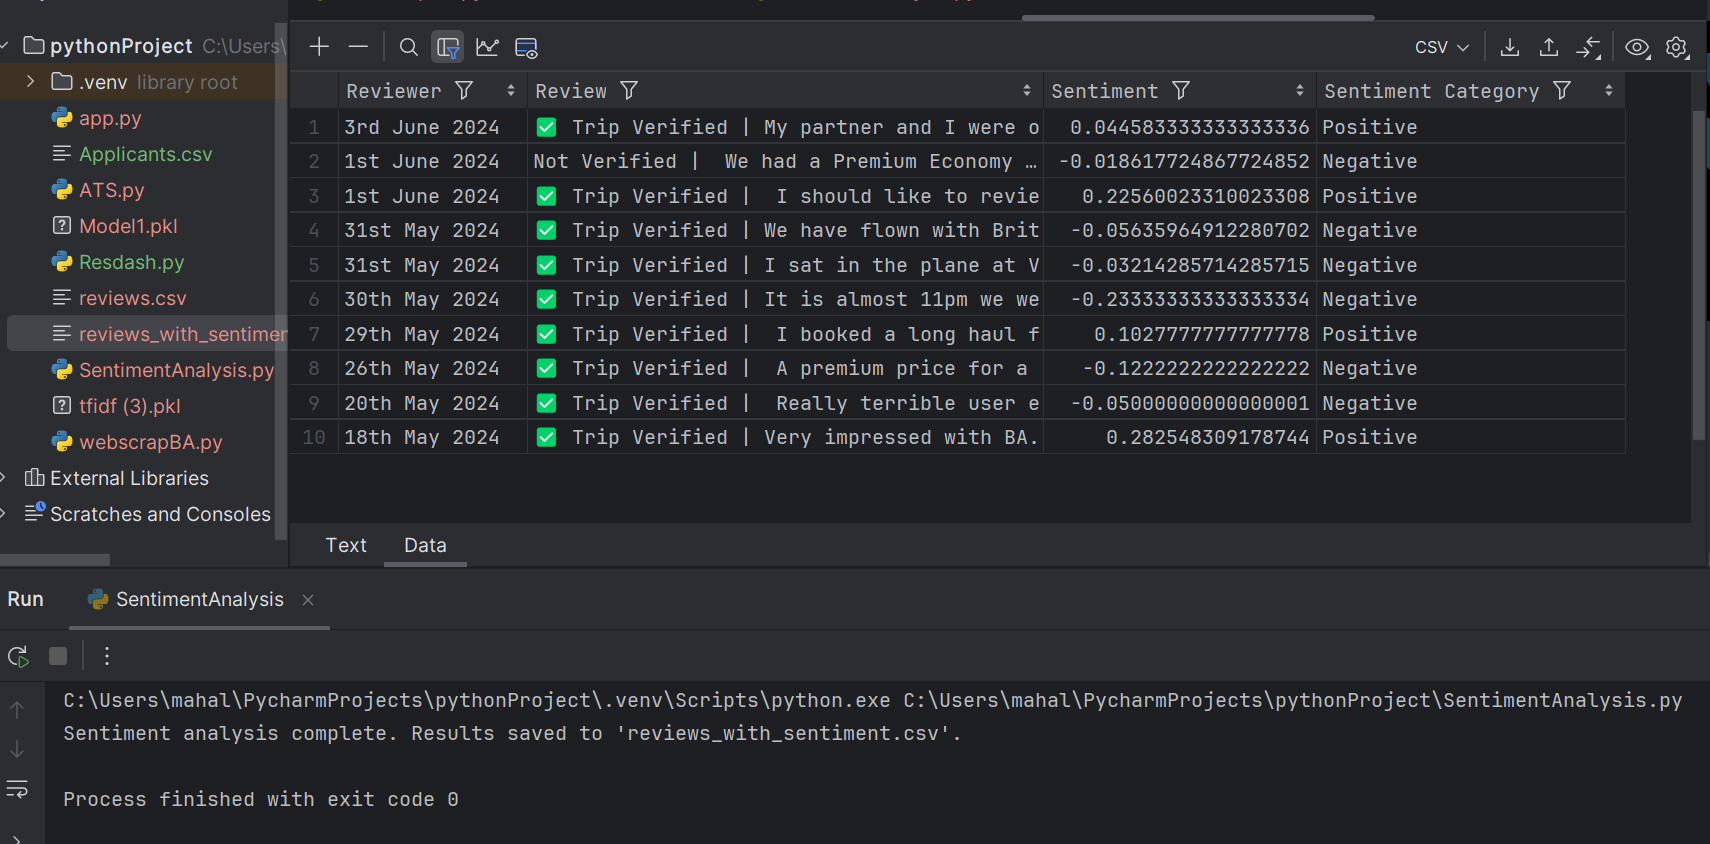 pythonProject C:\Users\
.venv library root
app.py
Applicants.csv
ATS.py
Model1.pkl
Resdash.py
reviews.csv
reviews_with_sentimen
SentimentAnalysis.py
tfidf (3).pkl
webscrapBA.py
External Libraries
Scratches and Consoles
CSV
Reviewer Review Sentiment Sentiment Category
1 3rd June 2024 ✅ Trip Verified | My partner and I were o 0.044583333333333336 Positive
2 1st June 2024 Not Verified | We had a Premium Economy … -0.018617724867724852 Negative
3 1st June 2024 ✅ Trip Verified | I should like to revie 0.22560023310023308 Positive
4 31st May 2024 ✅ Trip Verified | We have flown with Brit -0.05635964912280702 Negative
5 31st May 2024 ✅ Trip Verified | I sat in the plane at V -0.03214285714285715 Negative
6 30th May 2024 ✅ Trip Verified | It is almost 11pm we we -0.23333333333333334 Negative
7 29th May 2024 ✅ Trip Verified | I booked a long haul f 0.1027777777777778 Positive
8 26th May 2024 ✅ Trip Verified | A premium price for a -0.1222222222222222 Negative
9 20th May 2024 ✅ Trip Verified | Really terrible user e -0.05000000000000001 Negative
10 18th May 2024 ✅ Trip Verified | Very impressed with BA. 0.282548309178744 Positive
Text Data
Run SentimentAnalysis
C:\Users\mahal\PycharmProjects\pythonProject\.venv\Scripts\python.exe C:\Users\mahal\PycharmProjects\pythonProject\SentimentAnalysis.py
Sentiment analysis complete. Results saved to 'reviews_with_sentiment.csv'.
Process finished with exit code 0